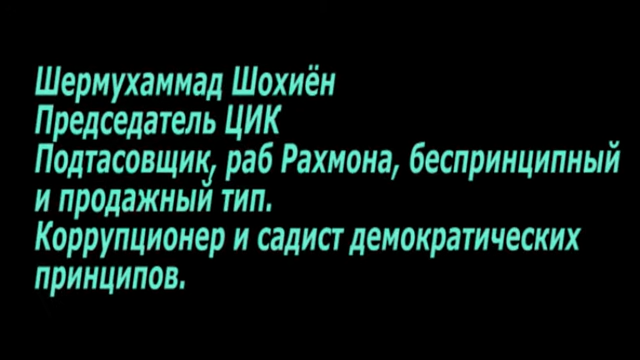 Шермухаммад Шохиён
Председатель ЦИК
Подтасовщик, раб Рахмона, беспринципный
и продажный тип.
Коррупционер и садист демократических
принципов.